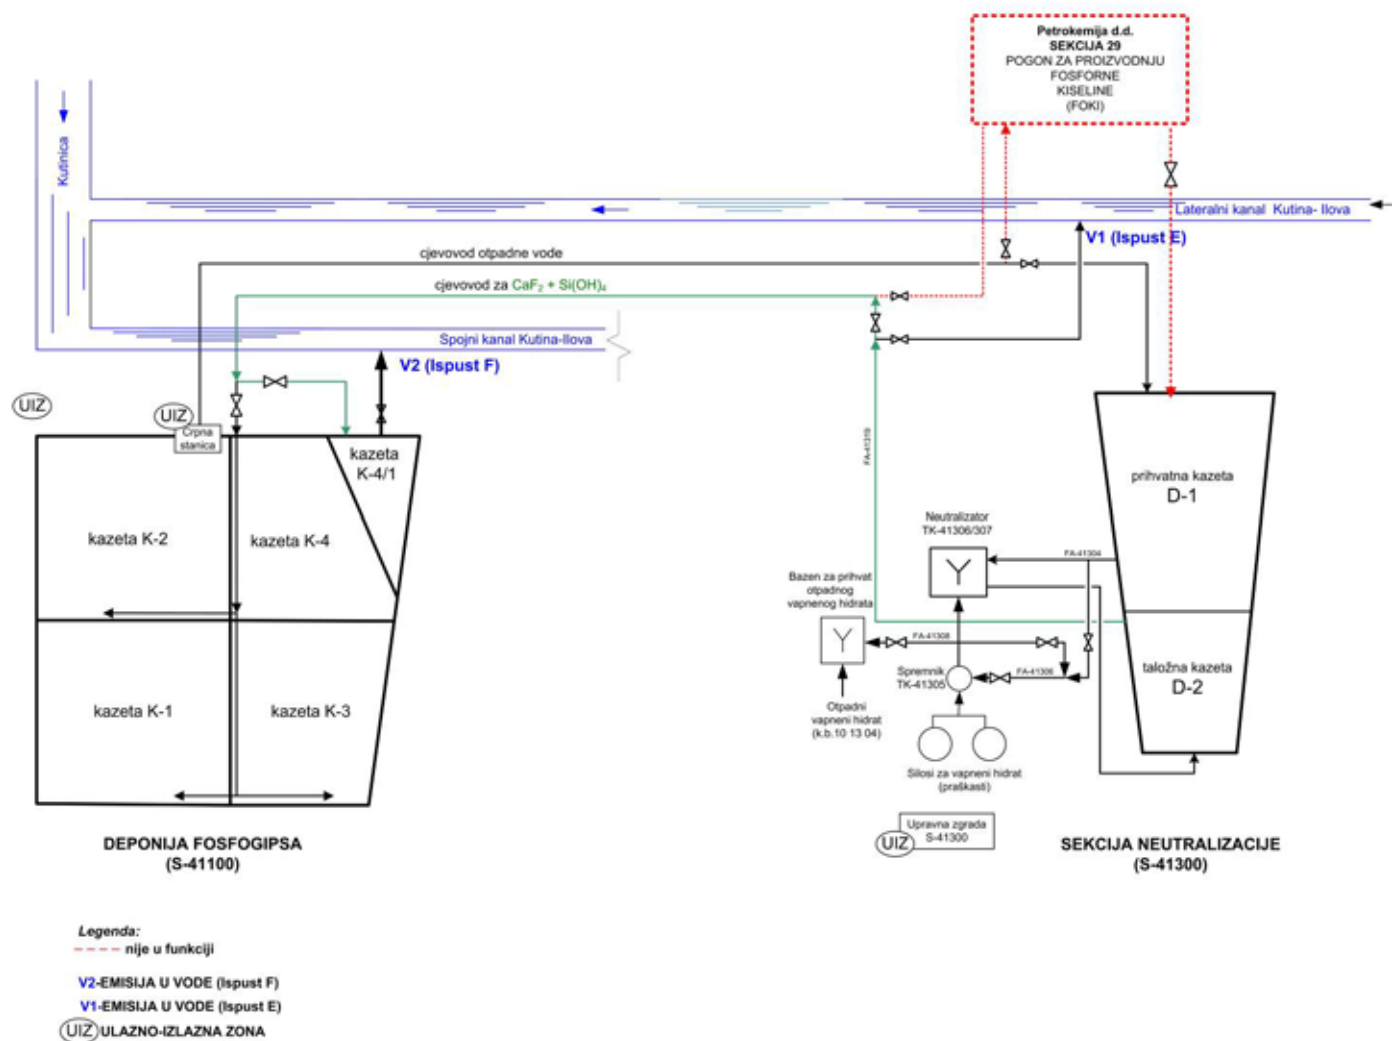 Petrokemija d.d.
SEKCIJA 29
POGON ZA PROIZVODNJU
FOSFORNE
KISELINE
(FOKI)
Kutinica
Lateralni kanal Kutina- Ilova
V1 (Ispust E)
cjevovod otpadne vode
cjevovod za CaF₂ + Si(OH)₄
Spojni kanal Kutina-Ilova
V2 (Ispust F)
UIZ
UIZ
Crpna
stanica
kazeta
K-4/1
kazeta K-2
kazeta K-4
kazeta K-1
kazeta K-3
DEPONIJA FOSFOGIPSA
(S-41100)
FA-41319
prihvatna kazeta
D-1
Neutralizator
TK-41306/307
FA-41304
Bazen za prihvat
otpadnog
vapnenog hidrata
FA-41308
Spremnik
TK-41305
FA-41306
taložna kazeta
D-2
Otpadni
vapneni hidrat
(k.b.10 13 04)
Silosi za vapneni hidrat
(praškasti)
Upravna zgrada
S-41300
UIZ
SEKCIJA NEUTRALIZACIJE
(S-41300)
Legenda:
nije u funkciji
V2-EMISIJA U VODE (Ispust F)
V1-EMISIJA U VODE (Ispust E)
UIZ ULAZNO-IZLAZNA ZONA